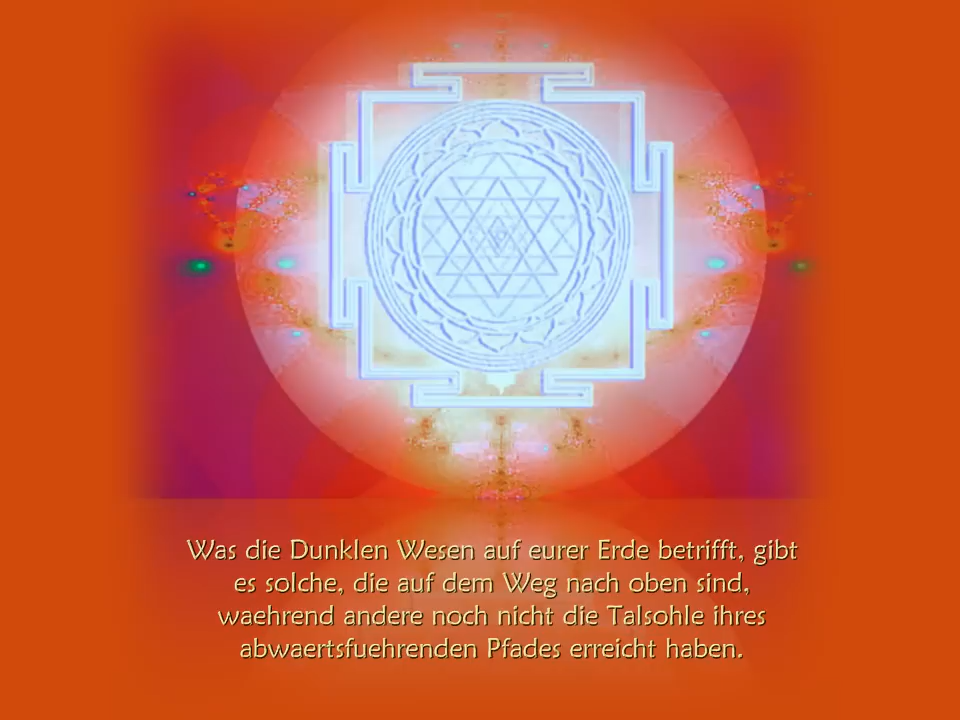 Was die Dunklen Wesen auf eurer Erde betrifft, gibt
es solche, die auf dem Weg nach oben sind,
waehrend andere noch nicht die Talsohle ihres
abwaertsfuehrenden Pfades erreicht haben.